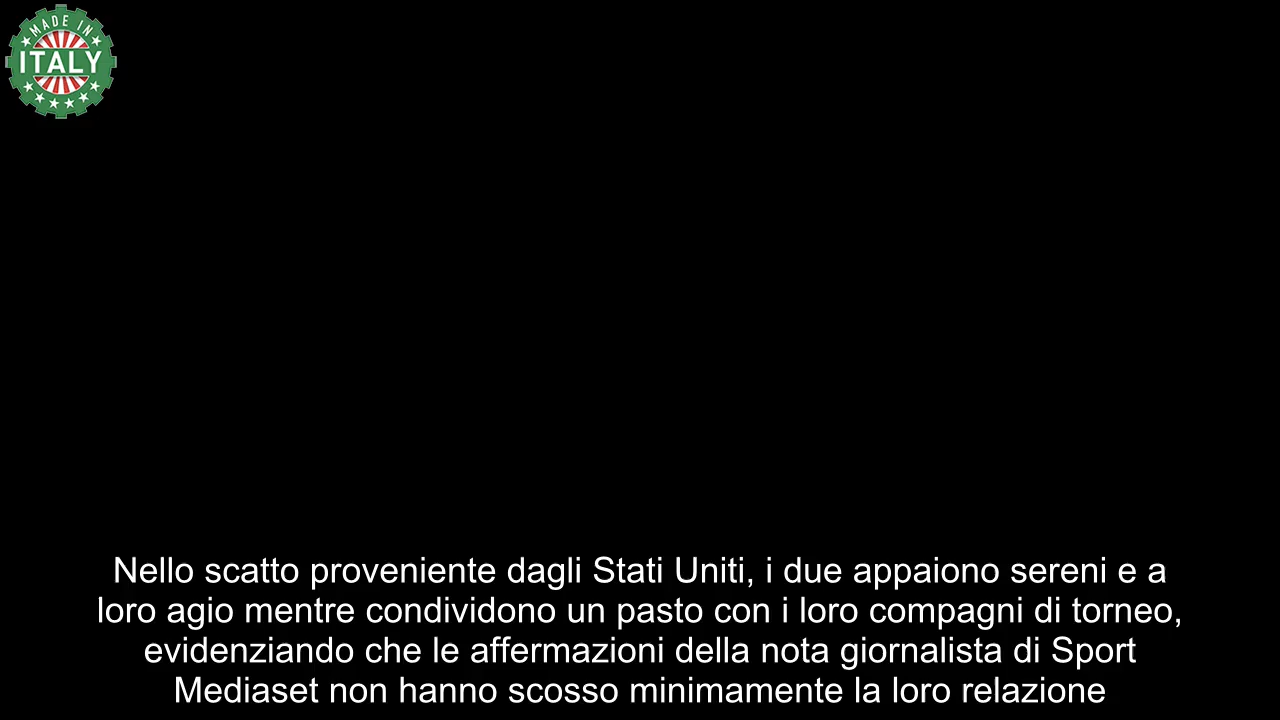 MADE IN
ITALY
Nello scatto proveniente dagli Stati Uniti, i due appaiono sereni e a
loro agio mentre condividono un pasto con i loro compagni di torneo,
evidenziando che le affermazioni della nota giornalista di Sport
Mediaset non hanno scosso minimamente la loro relazione